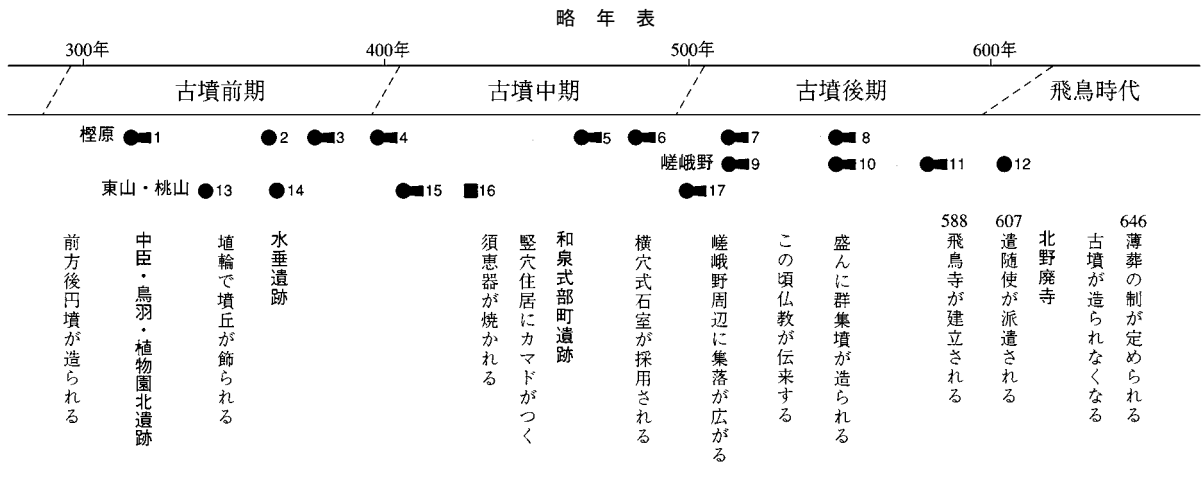 略年表
300年 400年 500年 600年
古墳前期 古墳中期 古墳後期 飛鳥時代
樫原 1 2 3 4 5 6 7 8
嵯峨野 9 10 11 12
東山・桃山 13 14 15 16 17
前方後円墳が造られる
中臣・鳥羽・植物園北遺跡
埴輪で墳丘が飾られる
水垂遺跡
須恵器が焼かれる
竪穴住居にカマドがつく
和泉式部町遺跡
横穴式石室が採用される
嵯峨野周辺に集落が広がる
この頃仏教が伝来する
盛んに群集墳が造られる
588 飛鳥寺が建立される
607 遣随使が派遣される
北野廃寺
古墳が造られなくなる
646 薄葬の制が定められる